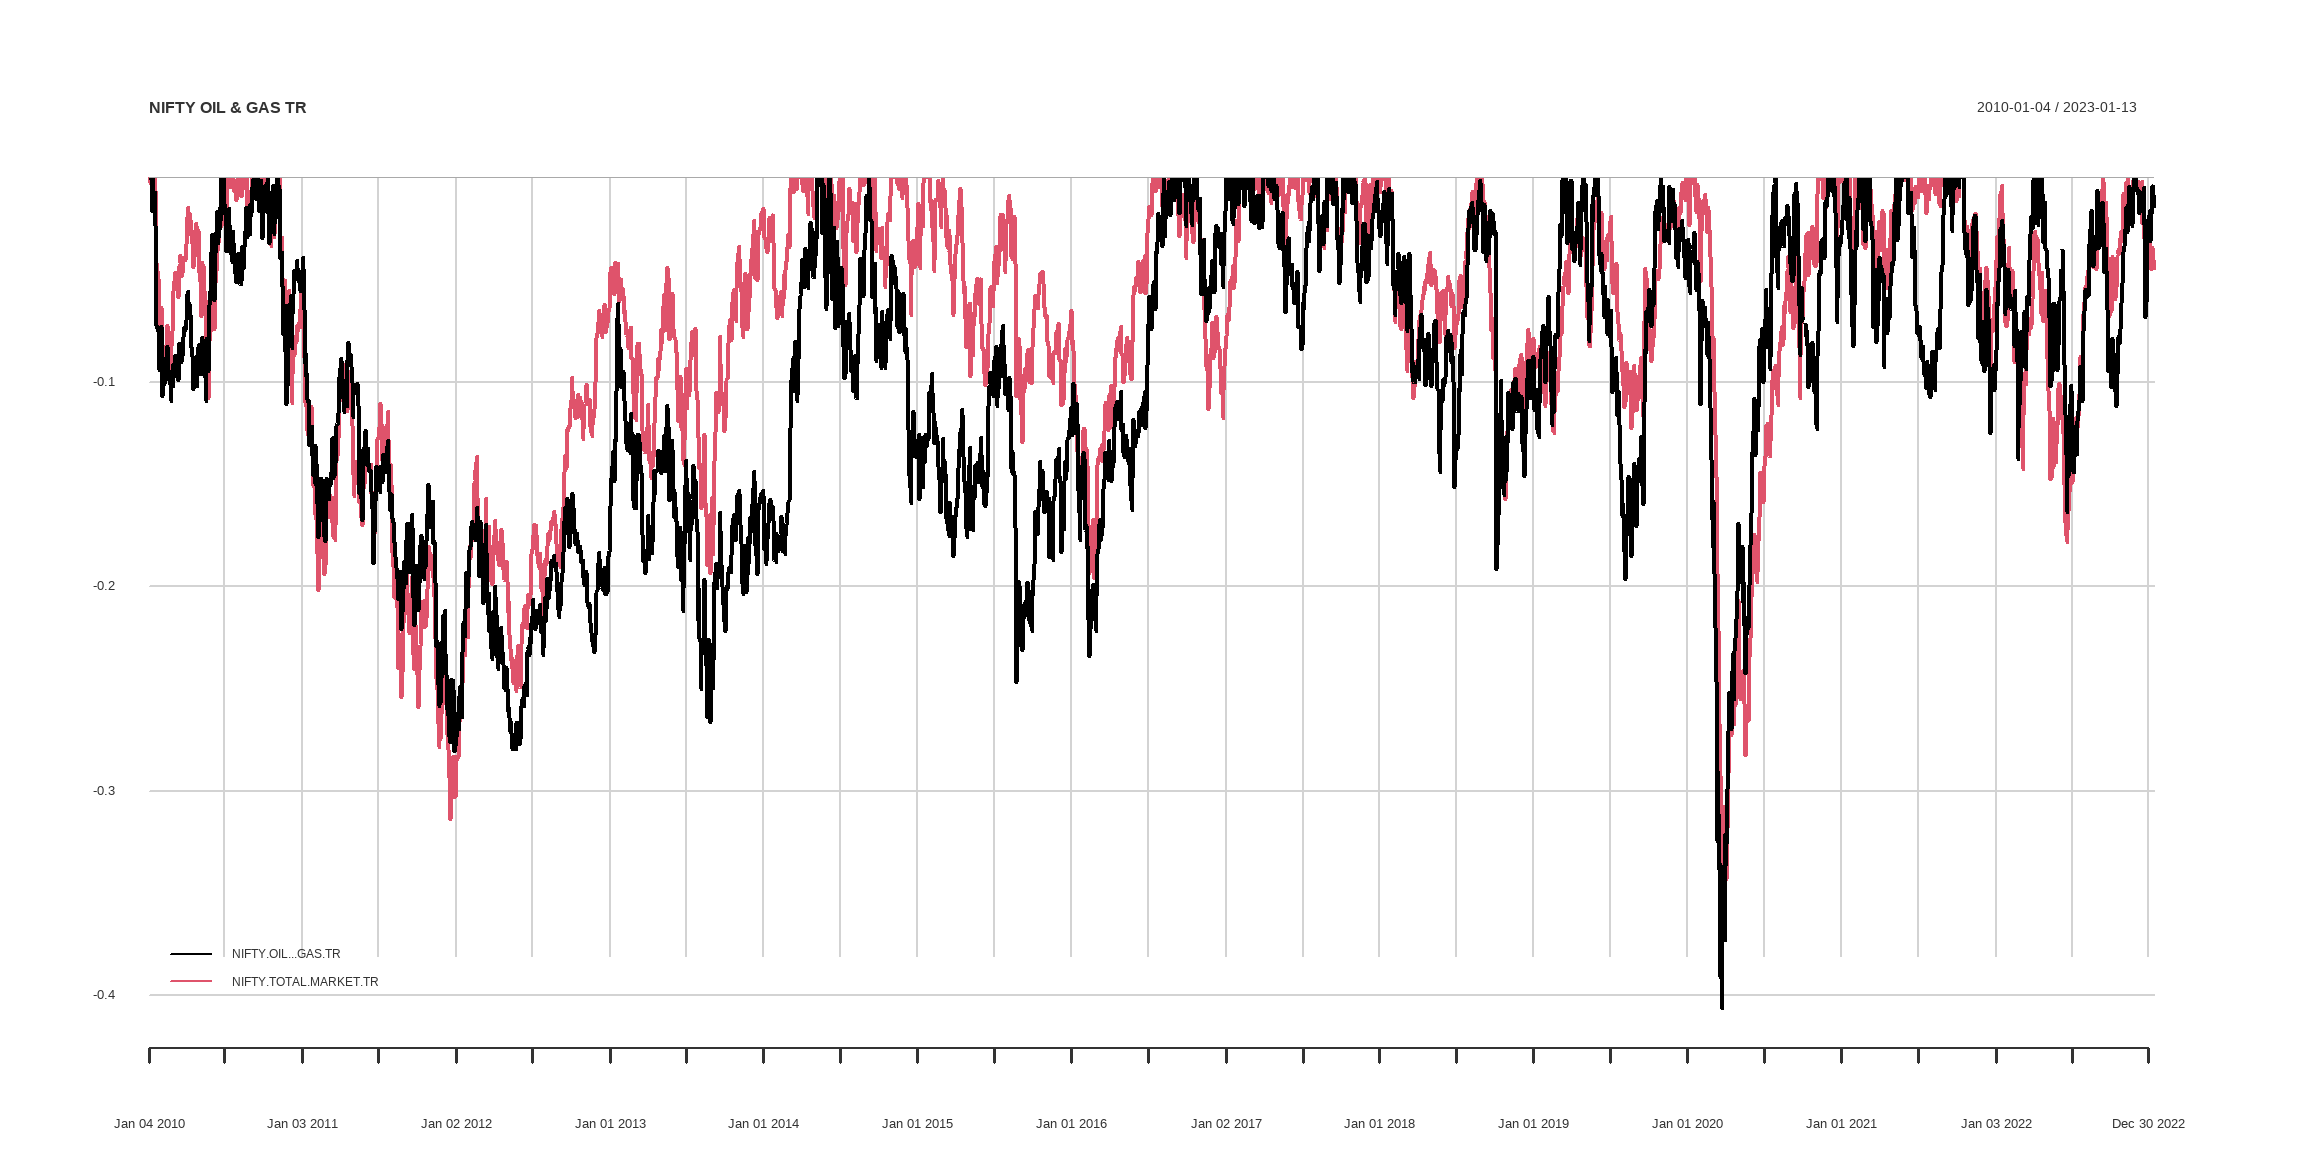 NIFTY OIL & GAS TR
2010-01-04 / 2023-01-13
-0.1
-0.2
-0.3
-0.4
NIFTY.OIL...GAS.TR
NIFTY.TOTAL.MARKET.TR
Jan 04 2010 Jan 03 2011 Jan 02 2012 Jan 01 2013 Jan 01 2014 Jan 01 2015 Jan 01 2016 Jan 02 2017 Jan 01 2018 Jan 01 2019 Jan 01 2020 Jan 01 2021 Jan 03 2022 Dec 30 2022